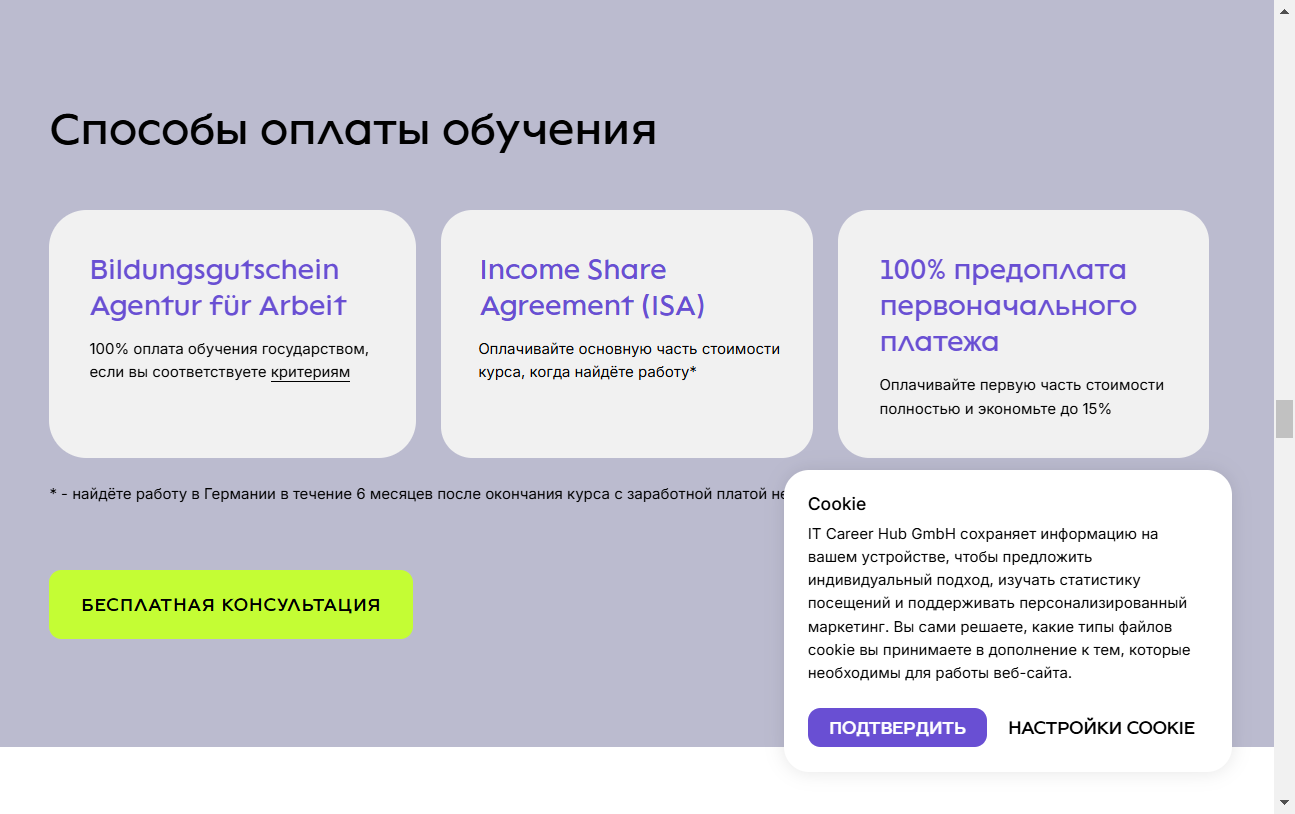 Способы оплаты обучения
Bildungsgutschein
Agentur für Arbeit
100% оплата обучения государством,
если вы соответствуете критериям
Income Share
Agreement (ISA)
Оплачивайте основную часть стоимости
курса, когда найдёте работу*
100% предоплата
первоначального
платежа
Оплачивайте первую часть стоимости
полностью и экономьте до 15%
* - найдёте работу в Германии в течение 6 месяцев после окончания курса с заработной платой не
БЕСПЛАТНАЯ КОНСУЛЬТАЦИЯ
Cookie
IT Career Hub GmbH сохраняет информацию на
вашем устройстве, чтобы предложить
индивидуальный подход, изучать статистику
посещений и поддерживать персонализированный
маркетинг. Вы сами решаете, какие типы файлов
cookie вы принимаете в дополнение к тем, которые
необходимы для работы веб-сайта.
ПОДТВЕРДИТЬ
НАСТРОЙКИ COOKIE